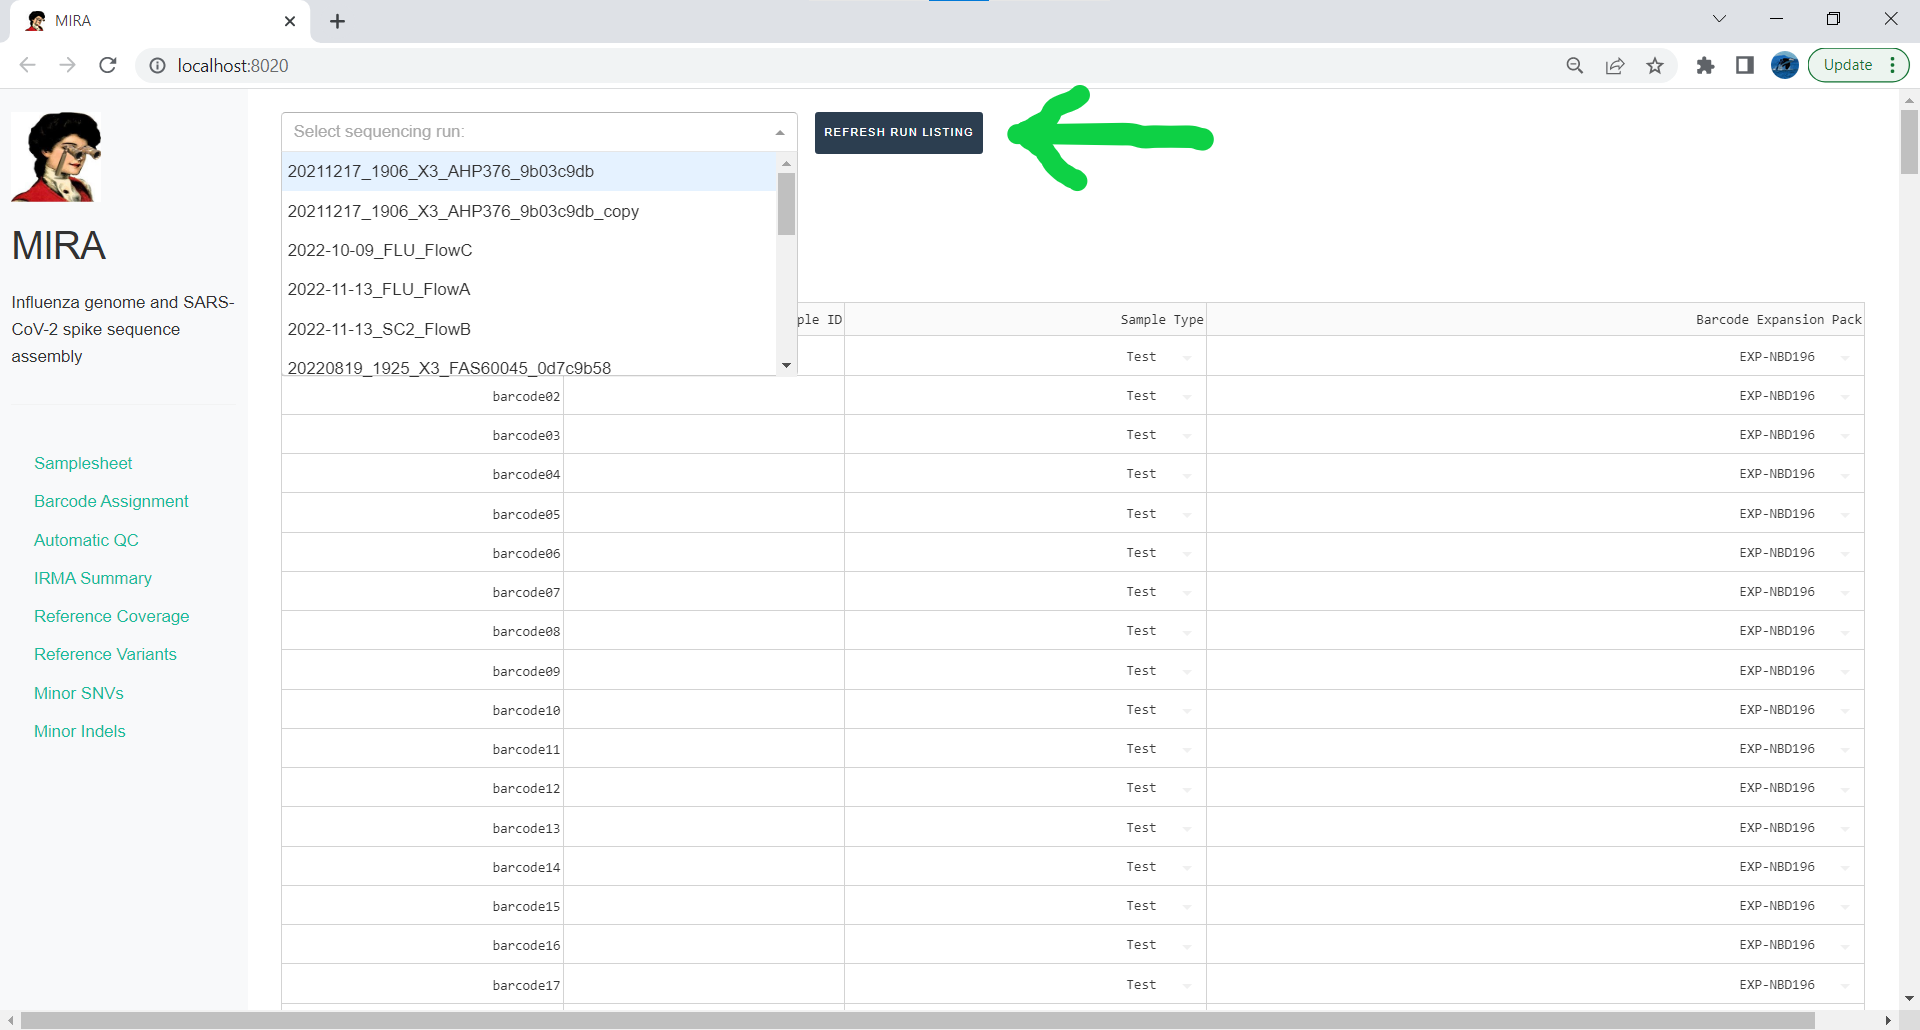 MIRA
localhost:8020
Update
Select sequencing run:
REFRESH RUN LISTING
20211217_1906_X3_AHP376_9b03c9db
20211217_1906_X3_AHP376_9b03c9db_copy
2022-10-09_FLU_FlowC
2022-11-13_FLU_FlowA
2022-11-13_SC2_FlowB
20220819_1925_X3_FAS60045_0d7c9b58
MIRA
Influenza genome and SARS-
CoV-2 spike sequence
assembly
Samplesheet
Barcode Assignment
Automatic QC
IRMA Summary
Reference Coverage
Reference Variants
Minor SNVs
Minor Indels
ple ID Sample Type Barcode Expansion Pack
Test EXP-NBD196
barcode02 Test EXP-NBD196
barcode03 Test EXP-NBD196
barcode04 Test EXP-NBD196
barcode05 Test EXP-NBD196
barcode06 Test EXP-NBD196
barcode07 Test EXP-NBD196
barcode08 Test EXP-NBD196
barcode09 Test EXP-NBD196
barcode10 Test EXP-NBD196
barcode11 Test EXP-NBD196
barcode12 Test EXP-NBD196
barcode13 Test EXP-NBD196
barcode14 Test EXP-NBD196
barcode15 Test EXP-NBD196
barcode16 Test EXP-NBD196
barcode17 Test EXP-NBD196